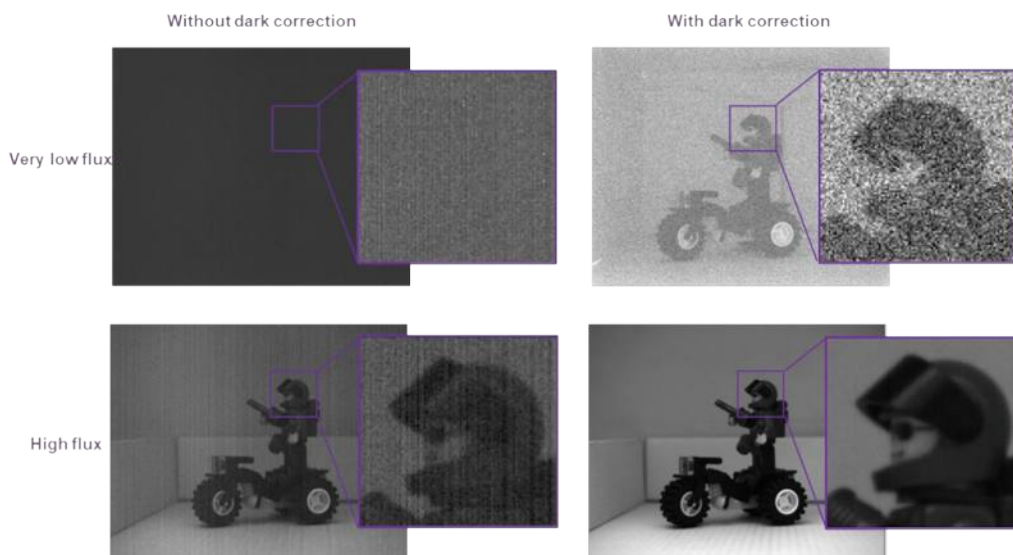 Without dark correction
With dark correction
Very low flux
High flux